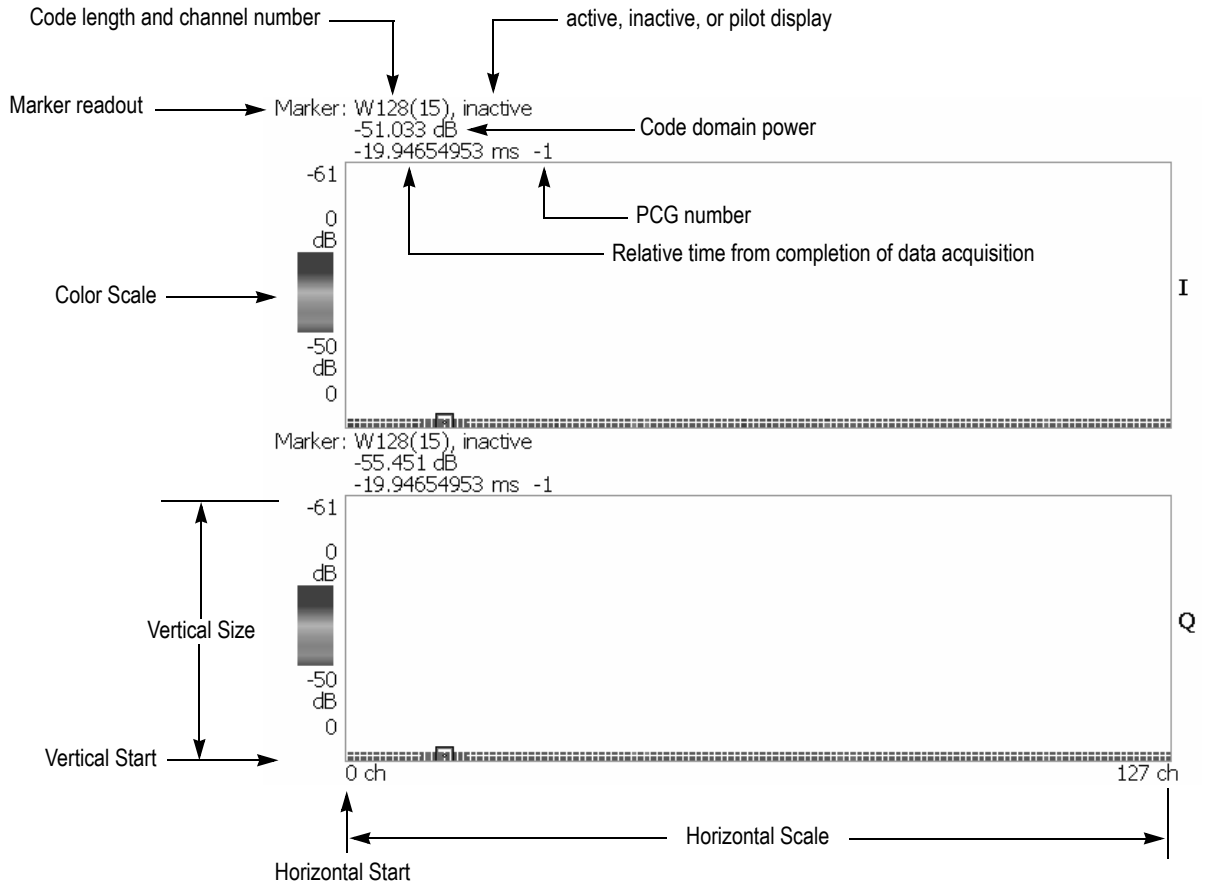 Code length and channel number
active, inactive, or pilot display
Marker readout
Marker: W128(15), inactive
-51.033 dB
Code domain power
-19.94654953 ms -1
-61
PCG number
0
dB
Relative time from completion of data acquisition
Color Scale
I
-50
dB
0
Marker: W128(15), inactive
-55.451 dB
-19.94654953 ms -1
-61
0
dB
Vertical Size
Q
-50
dB
0
Vertical Start
0 ch
127 ch
Horizontal Scale
Horizontal Start